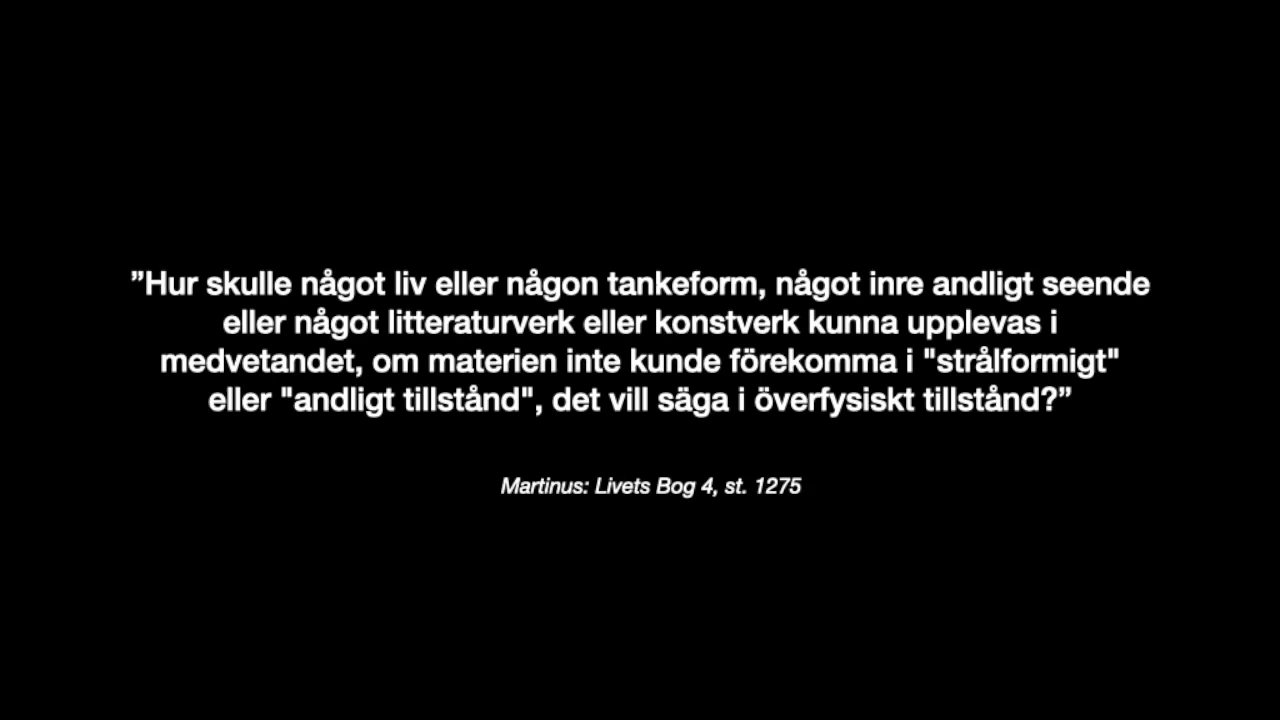 ”Hur skulle något liv eller någon tankeform, något inre andligt seende
eller något litteraturverk eller konstverk kunna upplevas i
medvetandet, om materien inte kunde förekomma i "strålformigt"
eller "andligt tillstånd", det vill säga i överfysiskt tillstånd?”
Martinus: Livets Bog 4, st. 1275